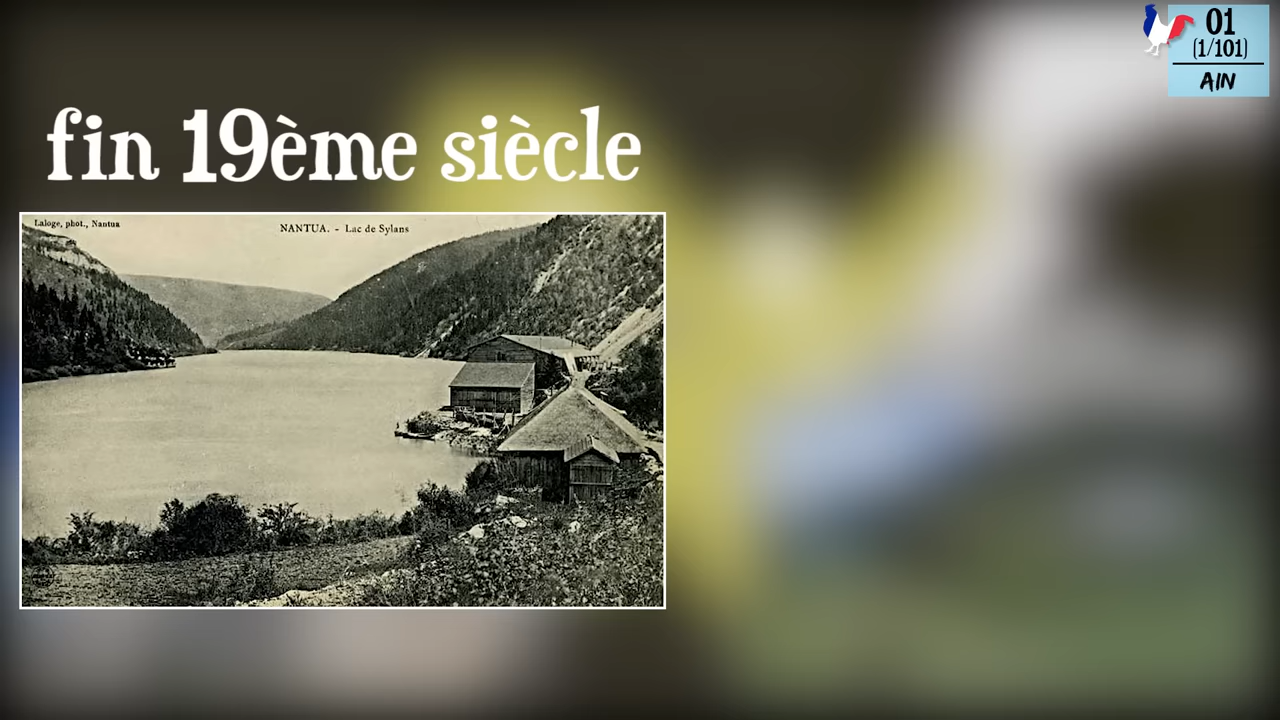 01
(1/101)
AIN
fin 19ème siècle
Laloge, phot., Nantua
NANTUA. - Lac de Sylans